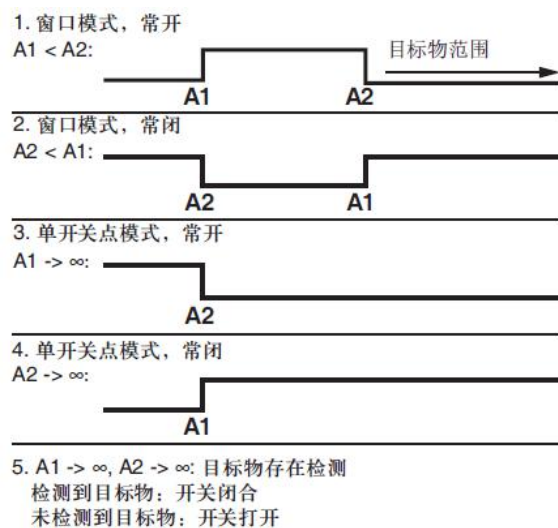 1. 窗口模式，常开
A1 < A2:
目标物范围
A1
A2
2. 窗口模式，常闭
A2 < A1:
A2
A1
3. 单开关点模式，常开
A1 -> ∞:
A2
4. 单开关点模式，常闭
A2 -> ∞:
A1
5. A1 -> ∞, A2 -> ∞: 目标物存在检测
检测到目标物：开关闭合
未检测到目标物：开关打开